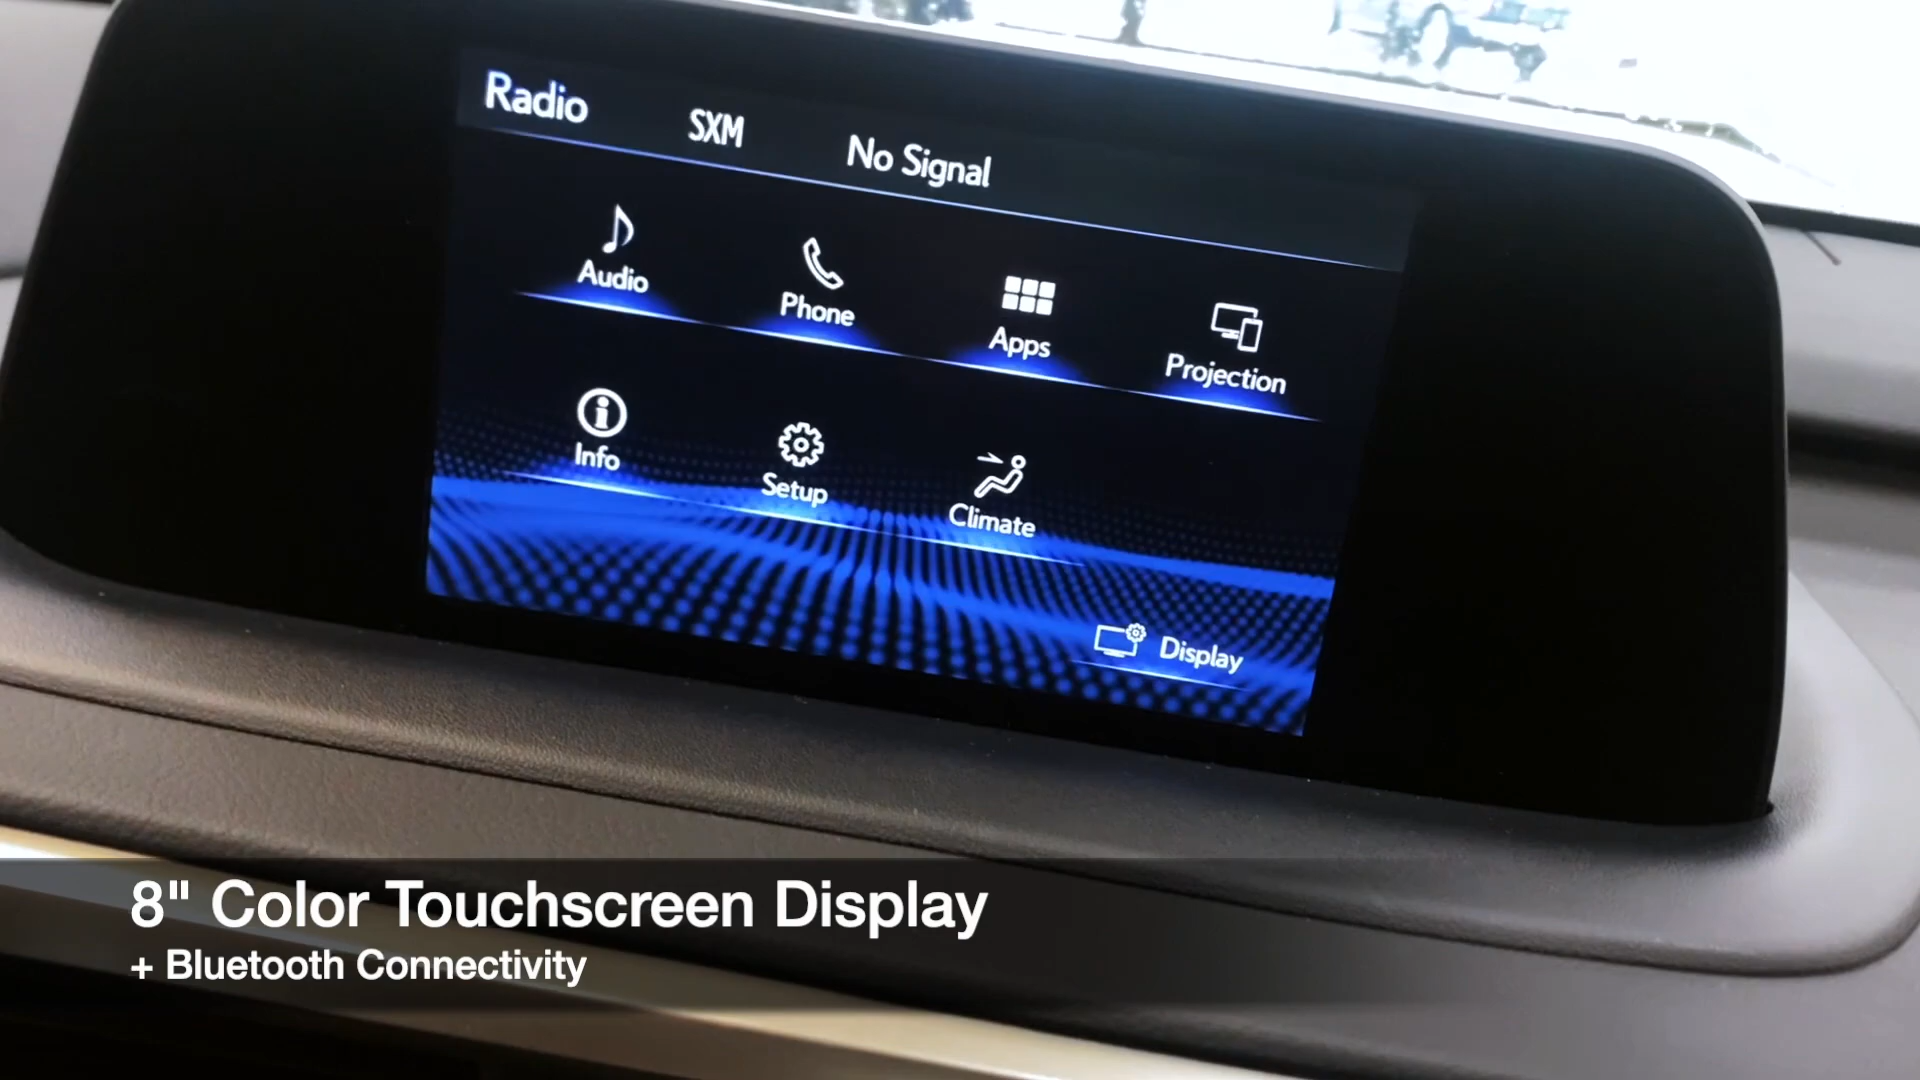 Radio SXM No Signal
Audio Phone Apps Projection
Info Setup Climate
Display
8" Color Touchscreen Display
+ Bluetooth Connectivity